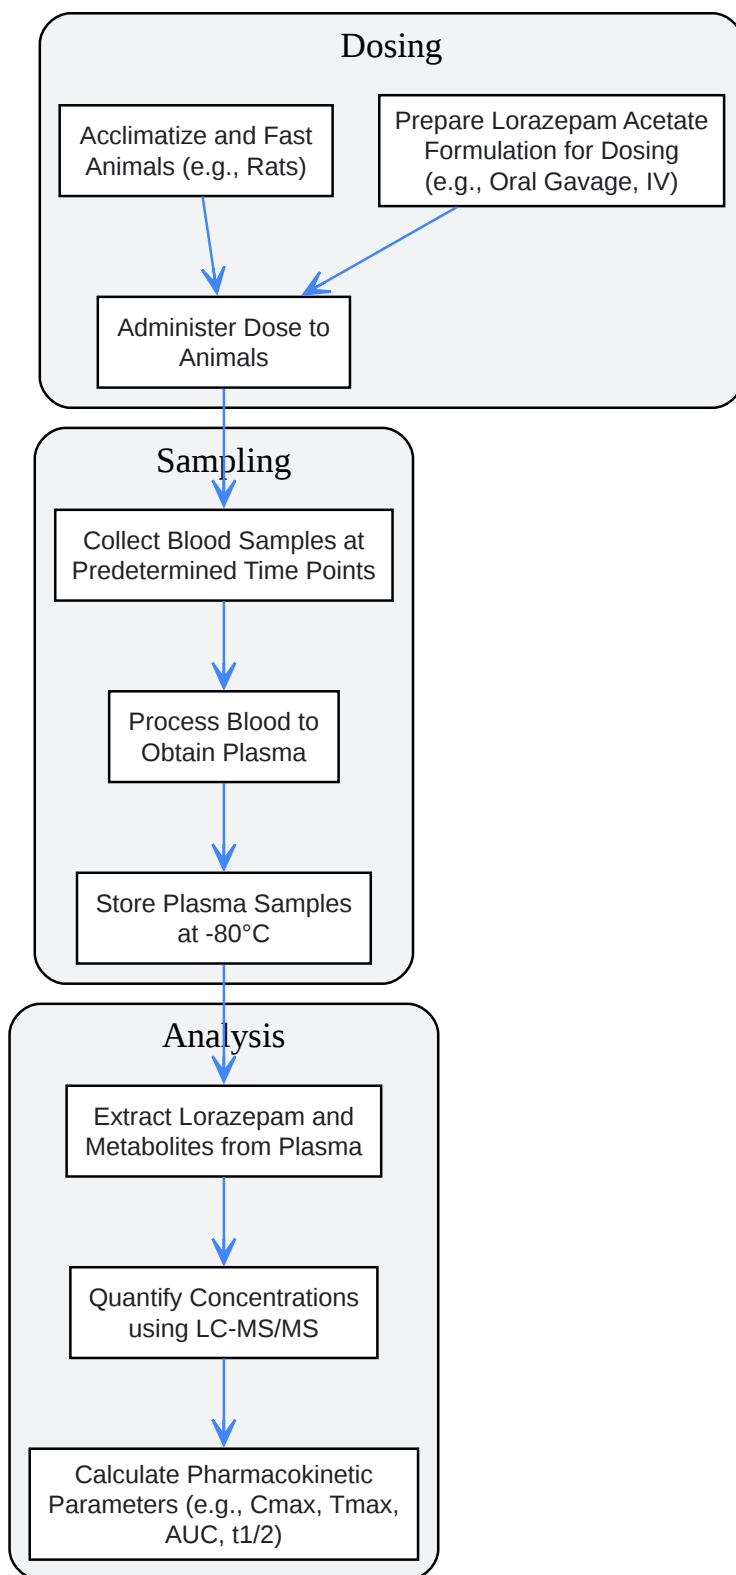 Dosing
Acclimatize and Fast
Animals (e.g., Rats)
Prepare Lorazepam Acetate
Formulation for Dosing
(e.g., Oral Gavage, IV)
Administer Dose to
Animals
Sampling
Collect Blood Samples at
Predetermined Time Points
Process Blood to
Obtain Plasma
Store Plasma Samples
at -80°C
Analysis
Extract Lorazepam and
Metabolites from Plasma
Quantify Concentrations
using LC-MS/MS
Calculate Pharmacokinetic
Parameters (e.g., Cmax, Tmax,
AUC, t1/2)